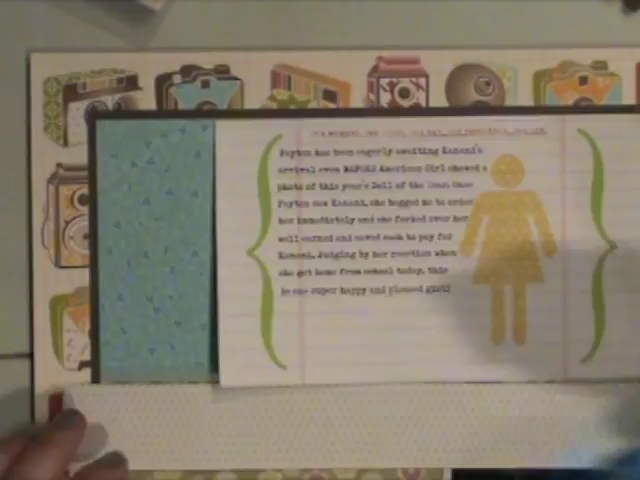 Peyton has been eagerly awaiting Kanani's
arrival even BEFORE American Girl showed a
photo of this year's Doll of the Once
Peyton saw Kanani, she begged me to order
her immediately and she forked over her
well earned and saved cash to pay for
Kanani. Judging by her reaction when
she got home from school today, this
is one super happy and pleased girl!